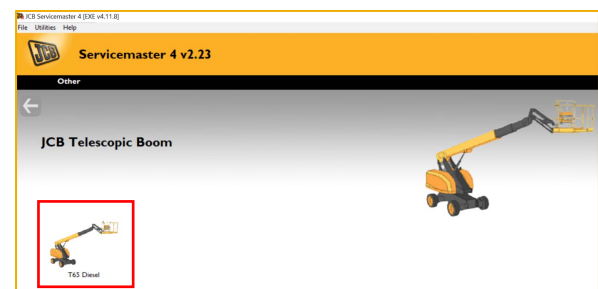 JCB Servicemaster 4 [EXE v4.11.8]
File Utilities Help
JCB Servicemaster 4 v2.23
Other
JCB Telescopic Boom
T65 Diesel